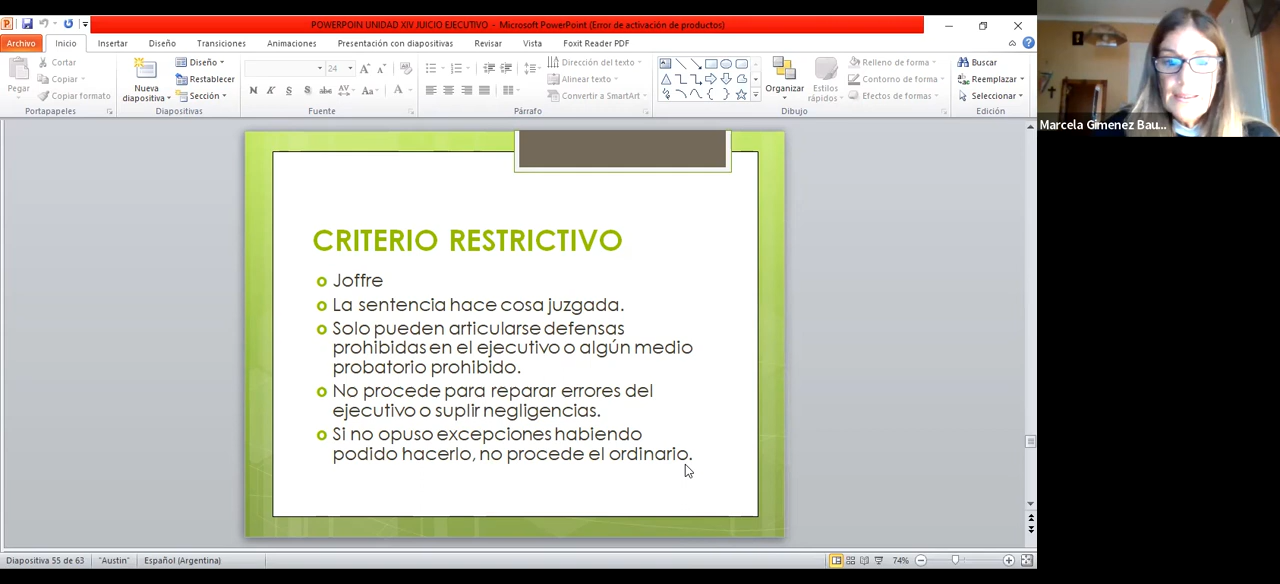 POWERPOIN UNIDAD XIV JUICIO EJECUTIVO - Microsoft PowerPoint (Error de activación de productos)
Archivo Inicio Insertar Diseño Transiciones Animaciones Presentación con diapositivas Revisar Vista Foxit Reader PDF
Pegar
Cortar
Copiar
Copiar formato
Portapapeles
Nueva diapositiva
Diseño
Restablecer
Sección
Diapositivas
24
Fuente
Dirección del texto
Alinear texto
Convertir a SmartArt
Párrafo
Organizar
Estilos rápidos
Relleno de forma
Contorno de forma
Efectos de formas
Dibujo
Buscar
Reemplazar
Seleccionar
Edición
Marcela Gimenez Bau...
CRITERIO RESTRICTIVO
Joffre
La sentencia hace cosa juzgada.
Solo pueden articularse defensas
prohibidas en el ejecutivo o algún medio
probatorio prohibido.
No procede para reparar errores del
ejecutivo o suplir negligencias.
Si no opuso excepciones habiendo
podido hacerlo, no procede el ordinario.
Diapositiva 55 de 63 "Austin" Español (Argentina) 74%